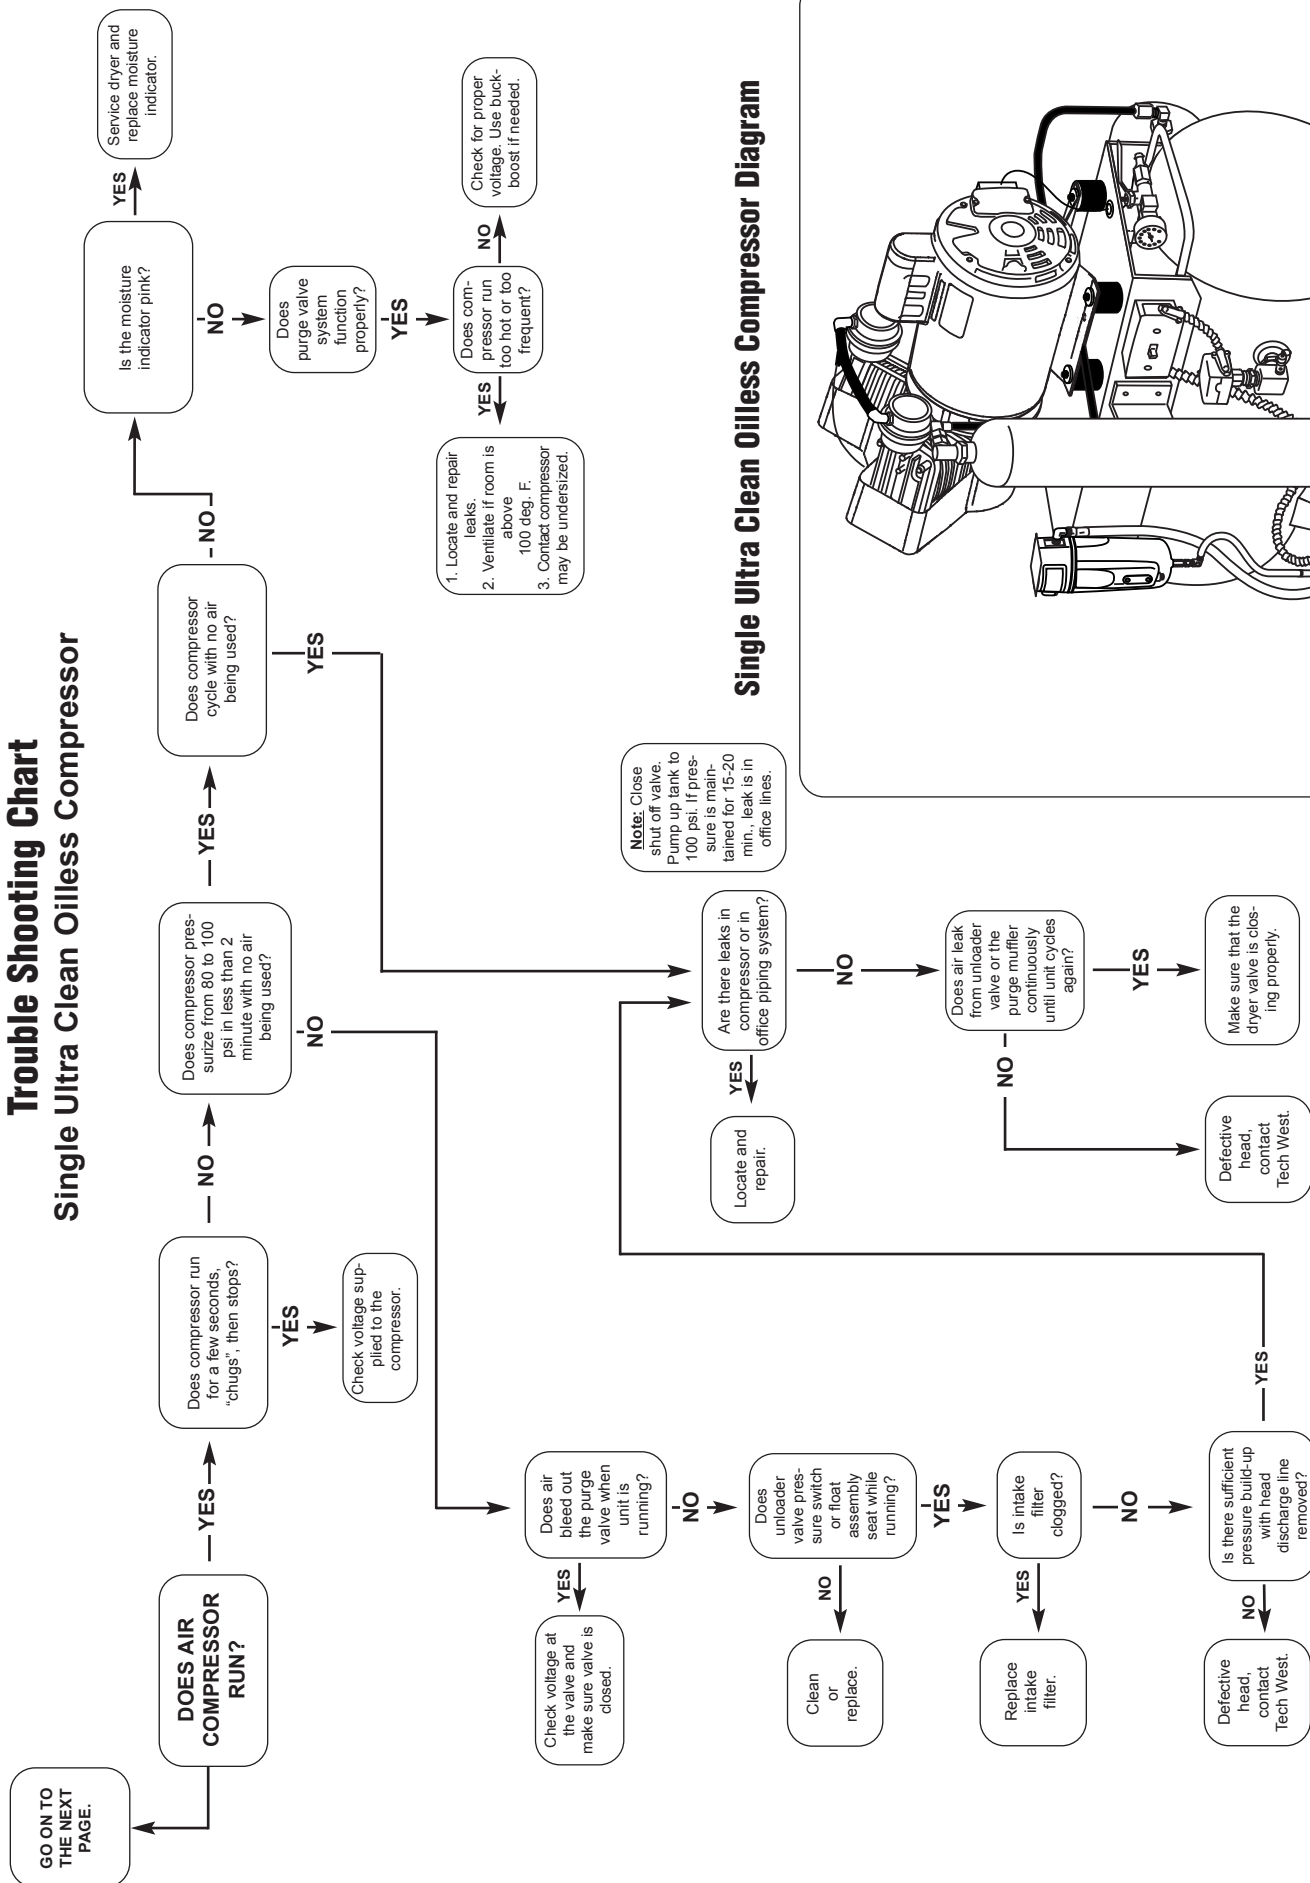 Trouble Shooting Chart
Single Ultra Clean Oilless Compressor
GO ON TO
THE NEXT
PAGE.
DOES AIR
COMPRESSOR
RUN?
YES
Does compressor run
for a few seconds,
“chugs”, then stops?
YES
Check voltage sup-
plied to the
compressor.
NO
Does compressor pres-
surize from 80 to 100
psi in less than 2
minute with no air
being used?
NO
YES
Does compressor
cycle with no air
being used?
YES
NO
Is the moisture
indicator pink?
YES
Service dryer and
replace moisture
indicator.
NO
Does
purge valve
system
function
properly?
YES
Does com-
pressor run
too hot or too
frequent?
NO
Check for proper
voltage. Use buck-
boost if needed.
YES
1. Locate and repair
leaks.
2. Ventilate if room is
above
100 deg. F.
3. Contact compressor
may be undersized.
Does air
bleed out
the purge
valve when
unit is
running?
YES
Check voltage at
the valve and
make sure valve is
closed.
NO
Does
unloader
valve pres-
sure switch
or float
assembly
seat while
running?
NO
Clean
or
replace.
YES
Is intake
filter
clogged?
YES
Replace
intake
filter.
NO
Is there sufficient
pressure build-up
with head
discharge line
removed?
NO
Defective
head,
contact
Tech West.
YES
Are there leaks in
compressor or in
office piping system?
YES
Locate and
repair.
Note: Close
shut off valve.
Pump up tank to
100 psi. If pres-
sure is main-
tained for 15-20
min., leak is in
office lines.
NO
Does air leak
from unloader
valve or the
purge muffler
continuously
until unit cycles
again?
NO
Defective
head,
contact
Tech West.
YES
Make sure that the
dryer valve is clos-
ing properly.
Single Ultra Clean Oilless Compressor Diagram